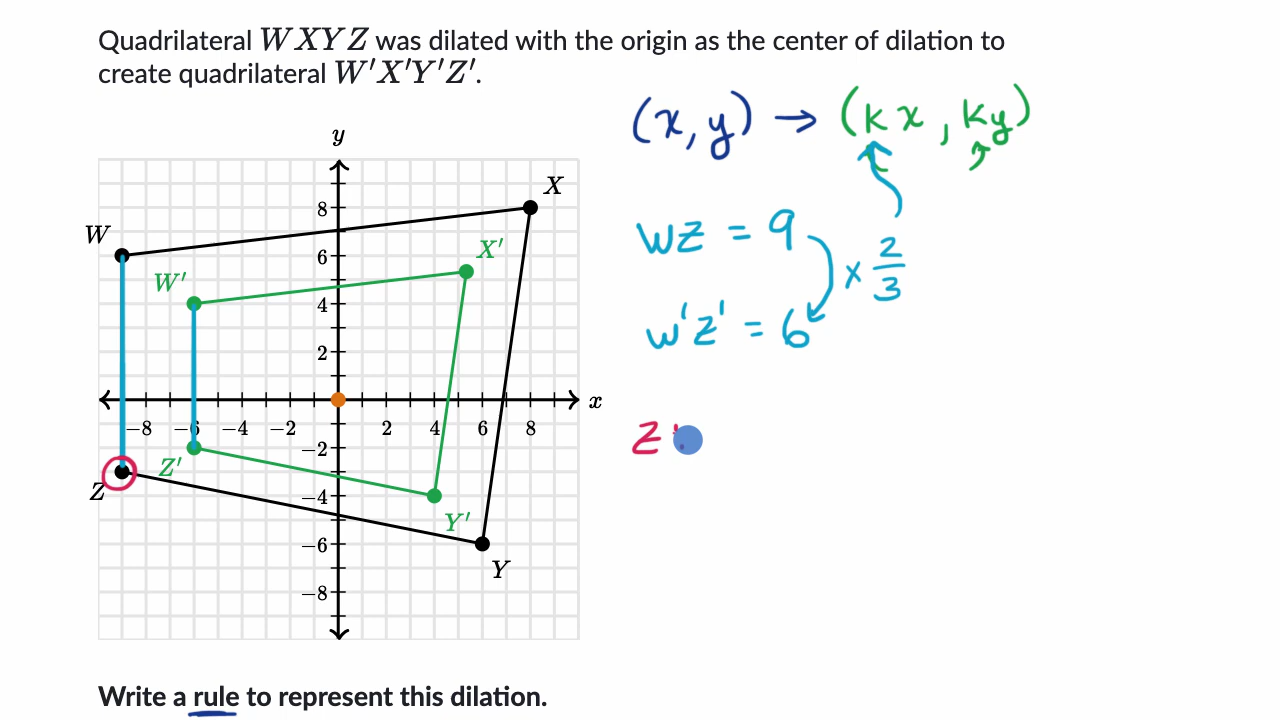 Quadrilateral WXYZ was dilated with the origin as the center of dilation to
create quadrilateral W′X′Y′Z′.
(x, y) → (kx, ky)
y
X
8
W
6
X′
W′
4
2
WZ = 9
× 2/3
W′Z′ = 6
x
−8 −6 −4 −2 2 4 6 8
−2
Z′
Z
−4
Y′
−6
Y
−8
Z:
Write a rule to represent this dilation.